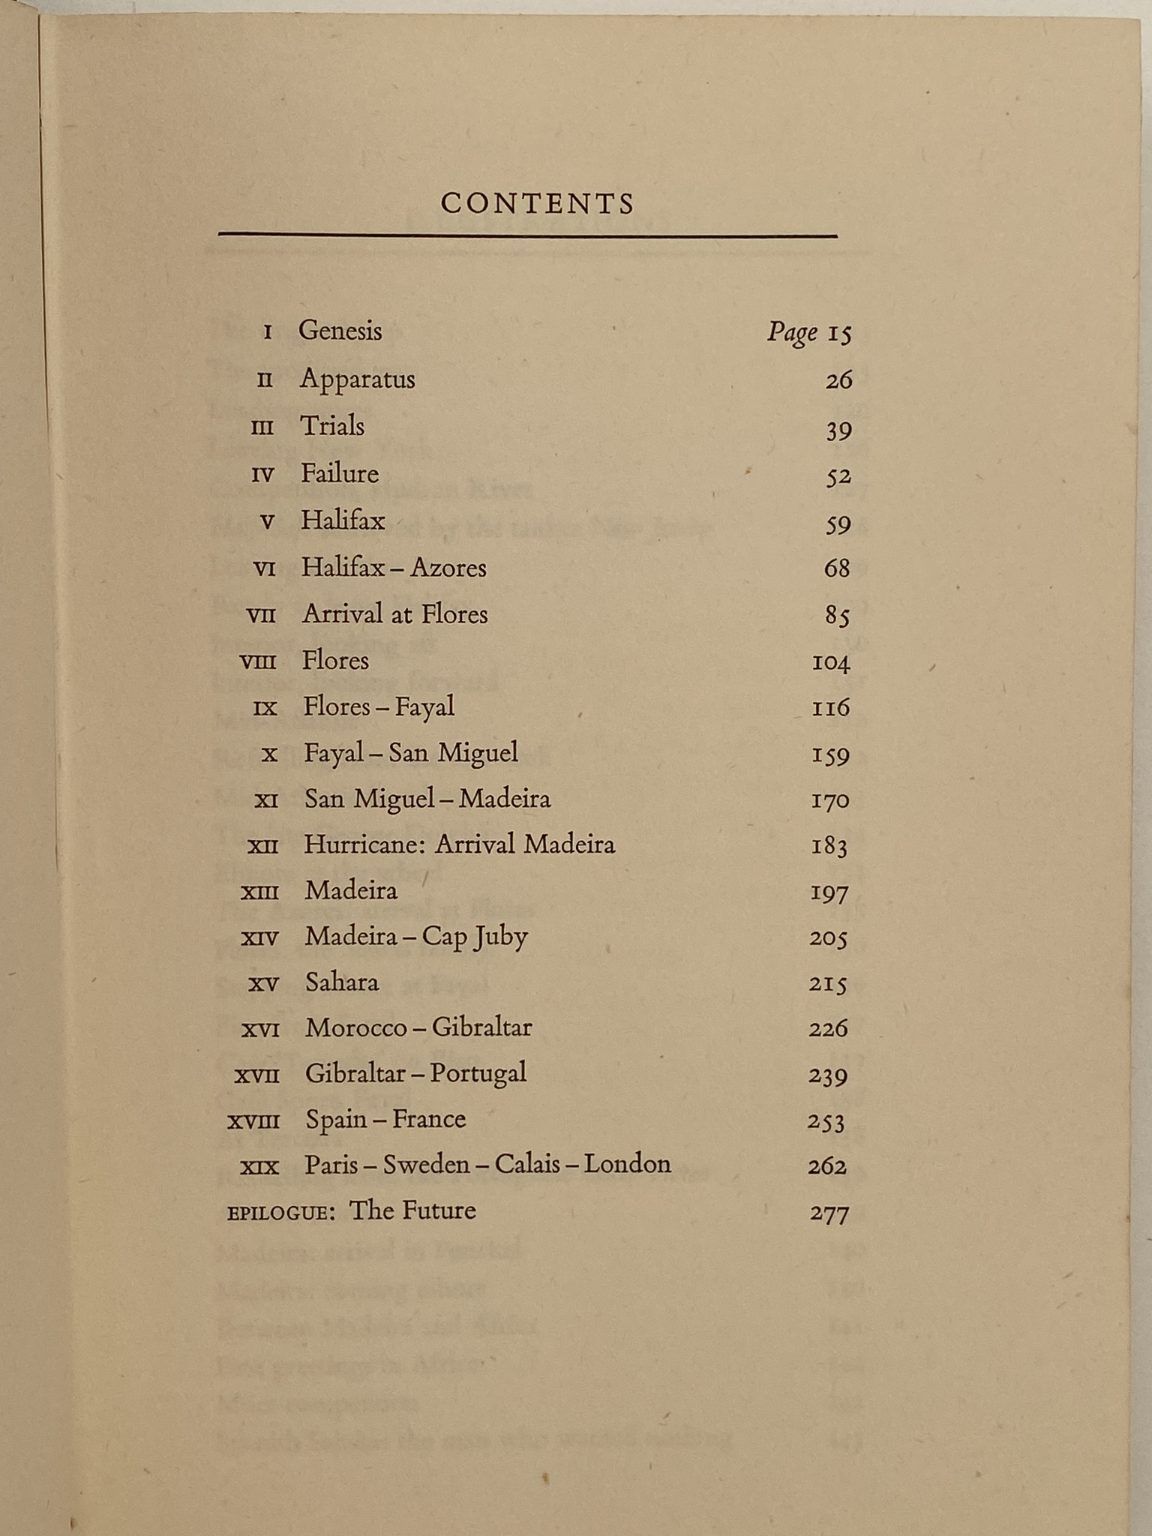 CONTENTS
I Genesis Page 15
II Apparatus 26
III Trials 39
IV Failure 52
V Halifax 59
VI Halifax – Azores 68
VII Arrival at Flores 85
VIII Flores 104
IX Flores – Fayal 116
X Fayal – San Miguel 159
XI San Miguel – Madeira 170
XII Hurricane: Arrival Madeira 183
XIII Madeira 197
XIV Madeira – Cap Juby 205
XV Sahara 215
XVI Morocco – Gibraltar 226
XVII Gibraltar – Portugal 239
XVIII Spain – France 253
XIX Paris – Sweden – Calais – London 262
EPILOGUE: The Future 277